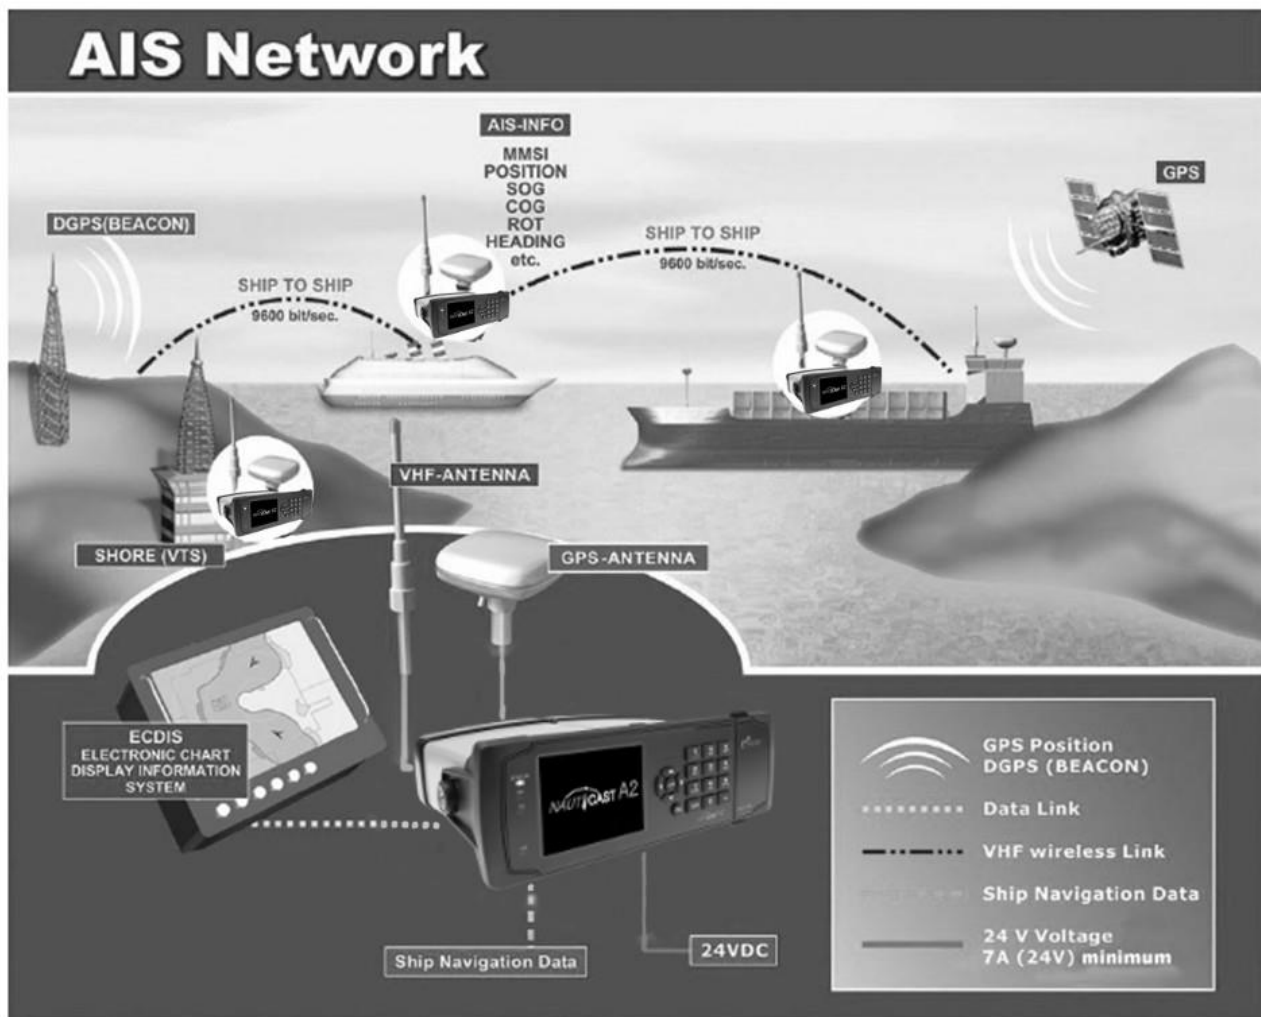 AIS Network
AIS-INFO
MMSI
POSITION
SOG
COG
ROT
HEADING
etc.
GPS
DGPS(BEACON)
SHIP TO SHIP
9600 bit/sec.
SHIP TO SHIP
9600 bit/sec.
VHF-ANTENNA
SHORE (VTS)
GPS-ANTENNA
ECDIS
ELECTRONIC CHART
DISPLAY INFORMATION
SYSTEM
NAUTICAST A2
Ship Navigation Data
24VDC
GPS Position
DGPS (BEACON)
Data Link
VHF wireless Link
Ship Navigation Data
24 V Voltage
7A (24V) minimum